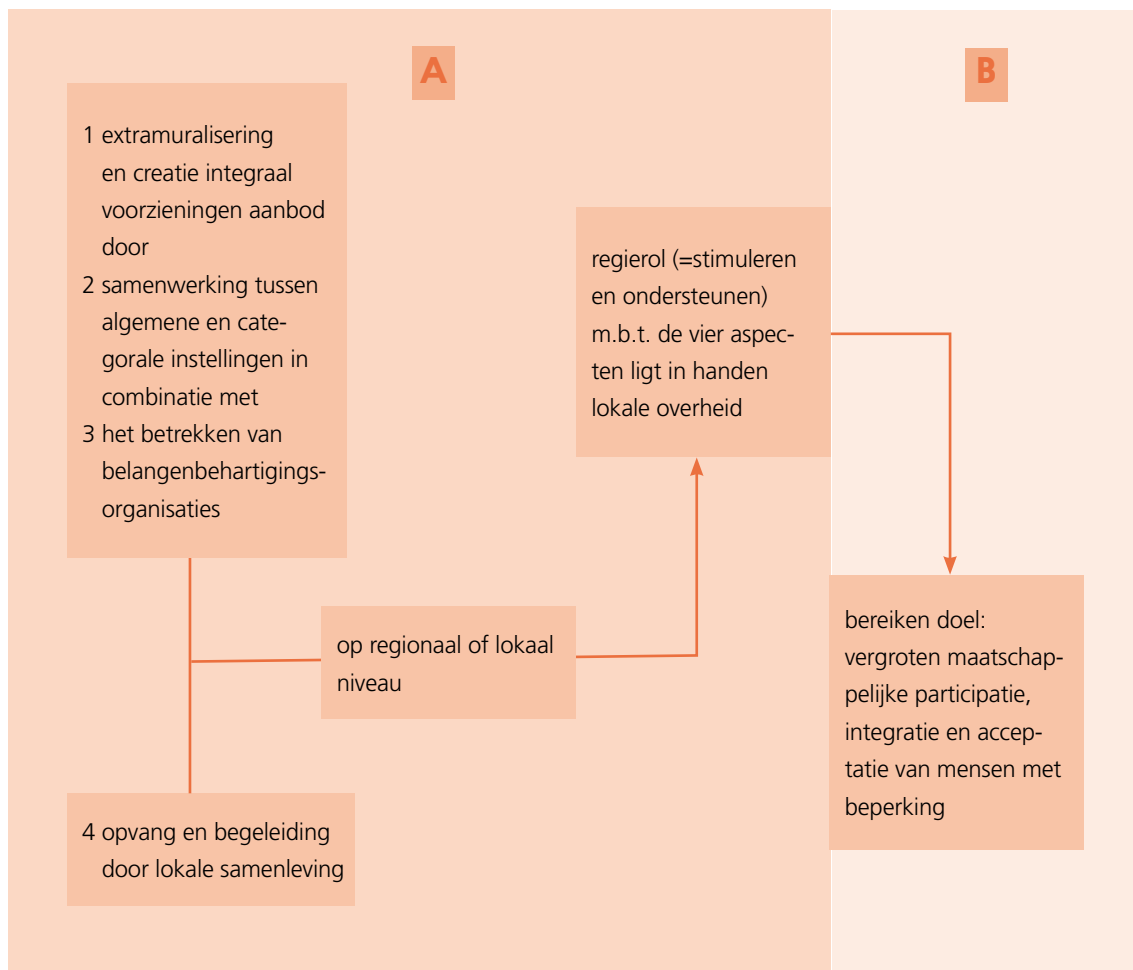 A
B
1 extramuralisering
en creatie integraal
voorzieningen aanbod
door
2 samenwerking tussen
algemene en cate-
gorale instellingen in
combinatie met
3 het betrekken van
belangenbehartigings-
organisaties
regierol (=stimuleren
en ondersteunen)
m.b.t. de vier aspec-
ten ligt in handen
lokale overheid
op regionaal of lokaal
niveau
bereiken doel:
vergroten maatschap-
pelijke participatie,
integratie en accep-
tatie van mensen met
beperking
4 opvang en begeleiding
door lokale samenleving